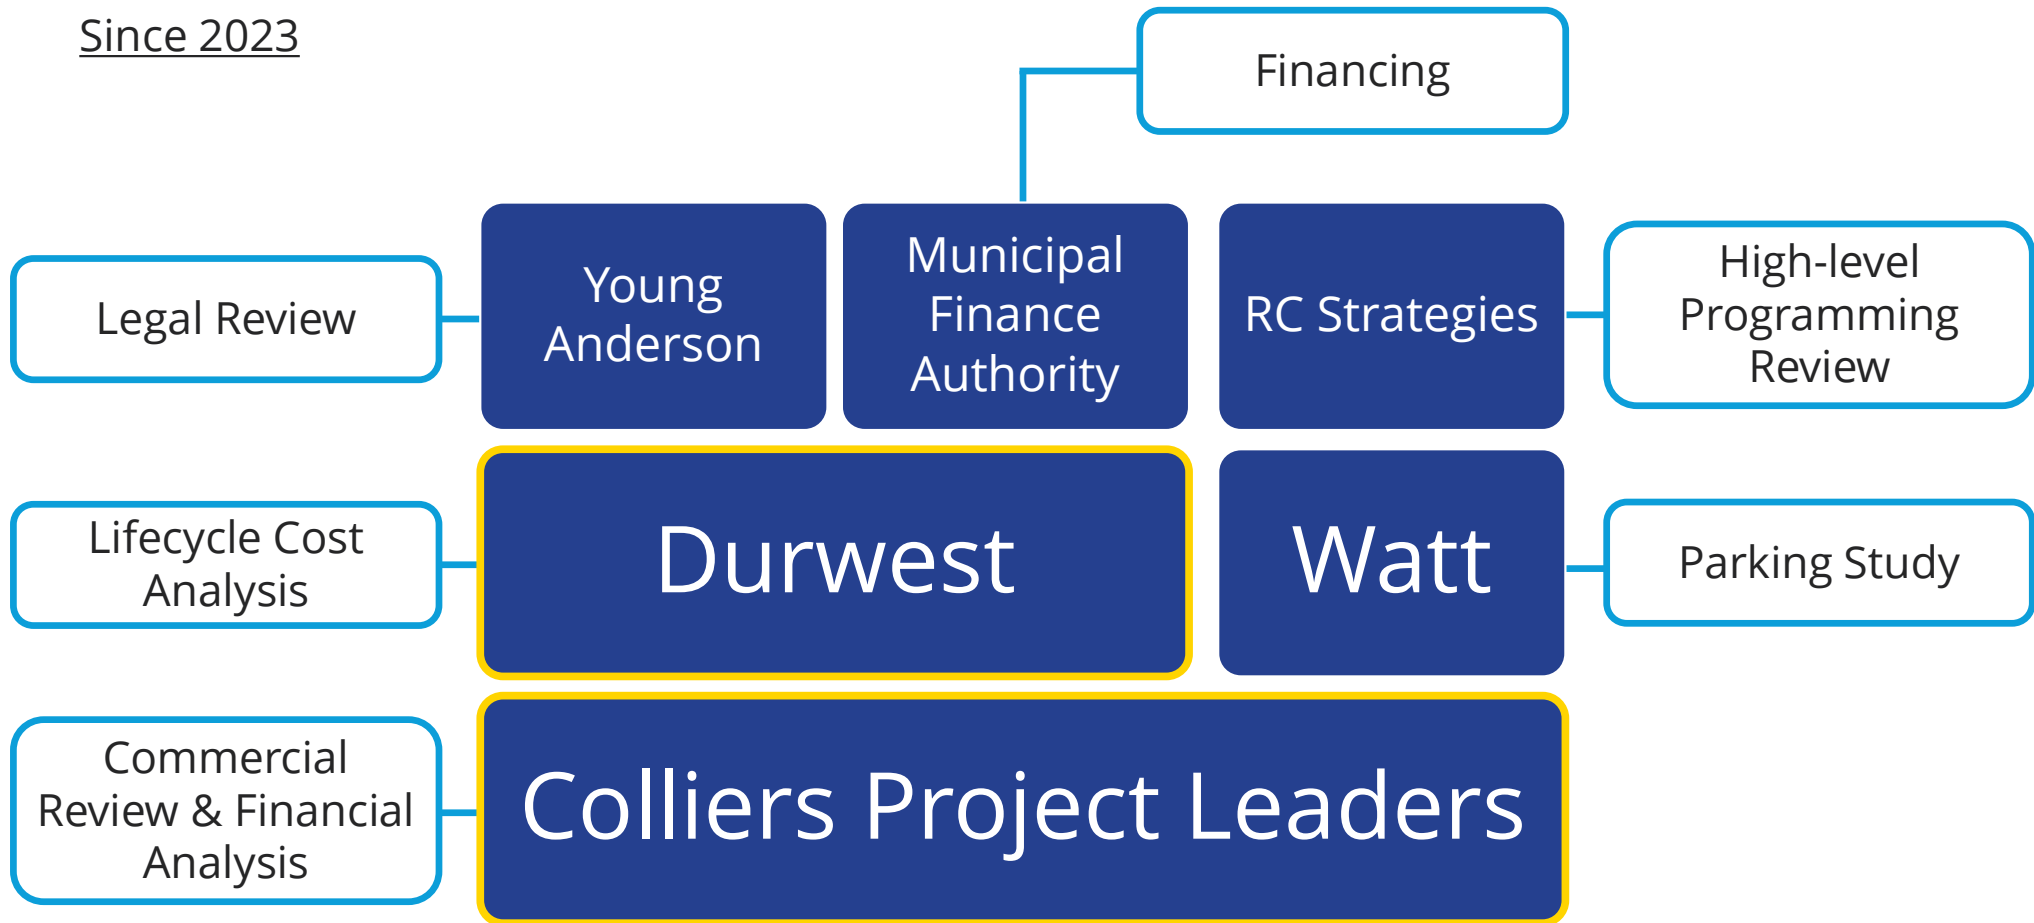 Since 2023
Financing
Legal Review
Young
Anderson
Municipal
Finance
Authority
RC Strategies
High-level
Programming
Review
Lifecycle Cost
Analysis
Durwest
Watt
Parking Study
Commercial
Review & Financial
Analysis
Colliers Project Leaders